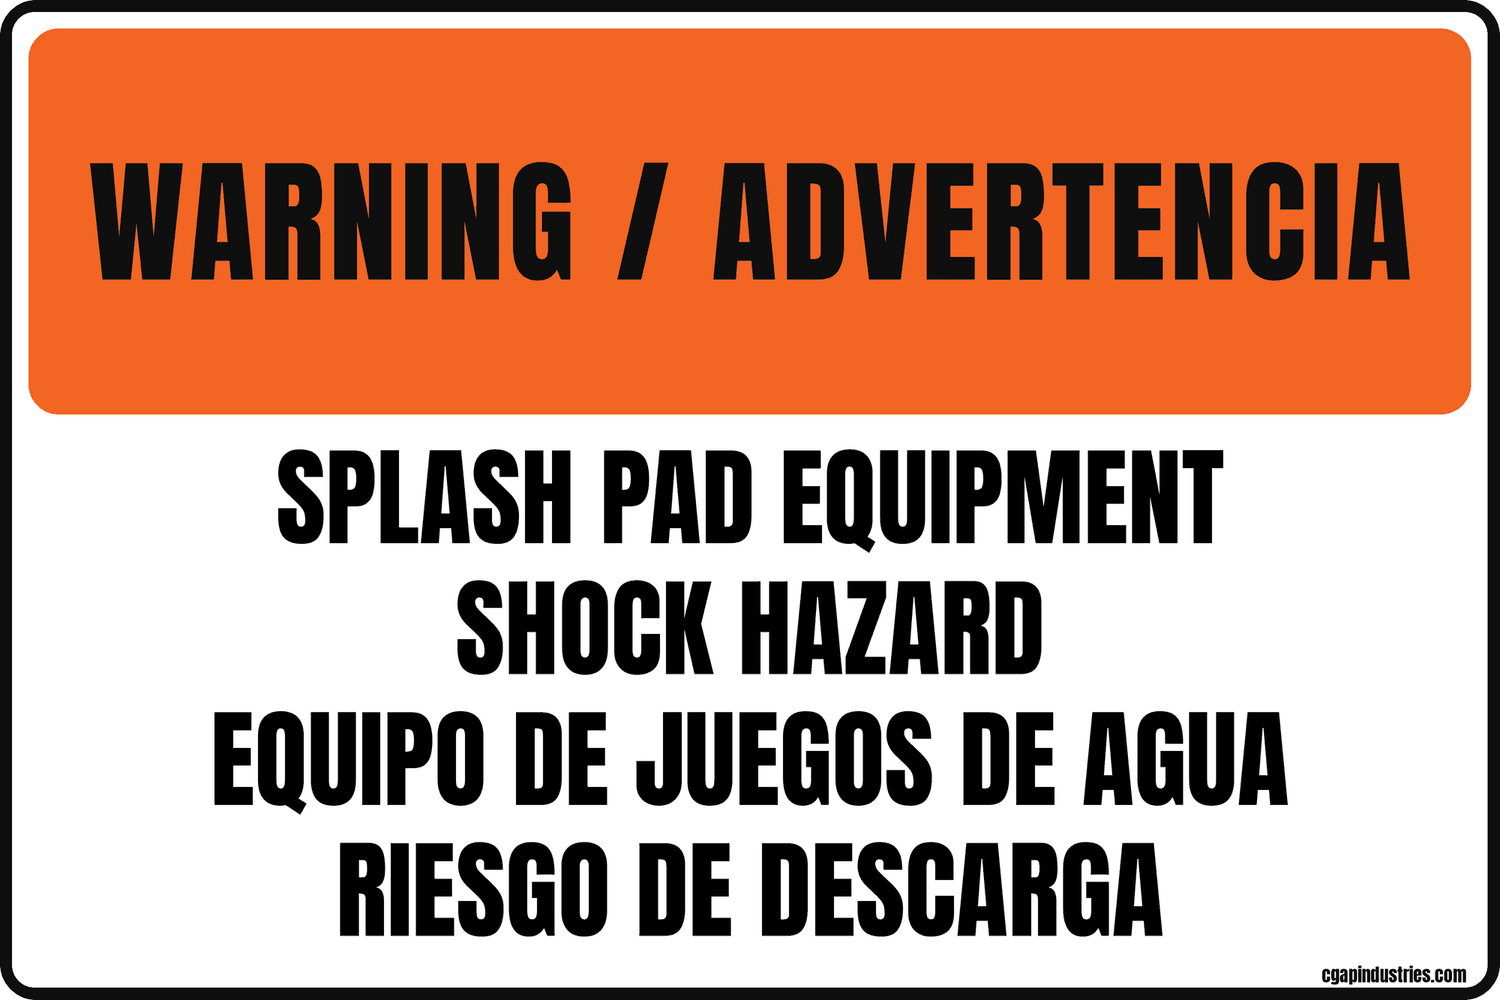 WARNING / ADVERTENCIA
SPLASH PAD EQUIPMENT
SHOCK HAZARD
EQUIPO DE JUEGOS DE AGUA
RIESGO DE DESCARGA
cgapindustries.com